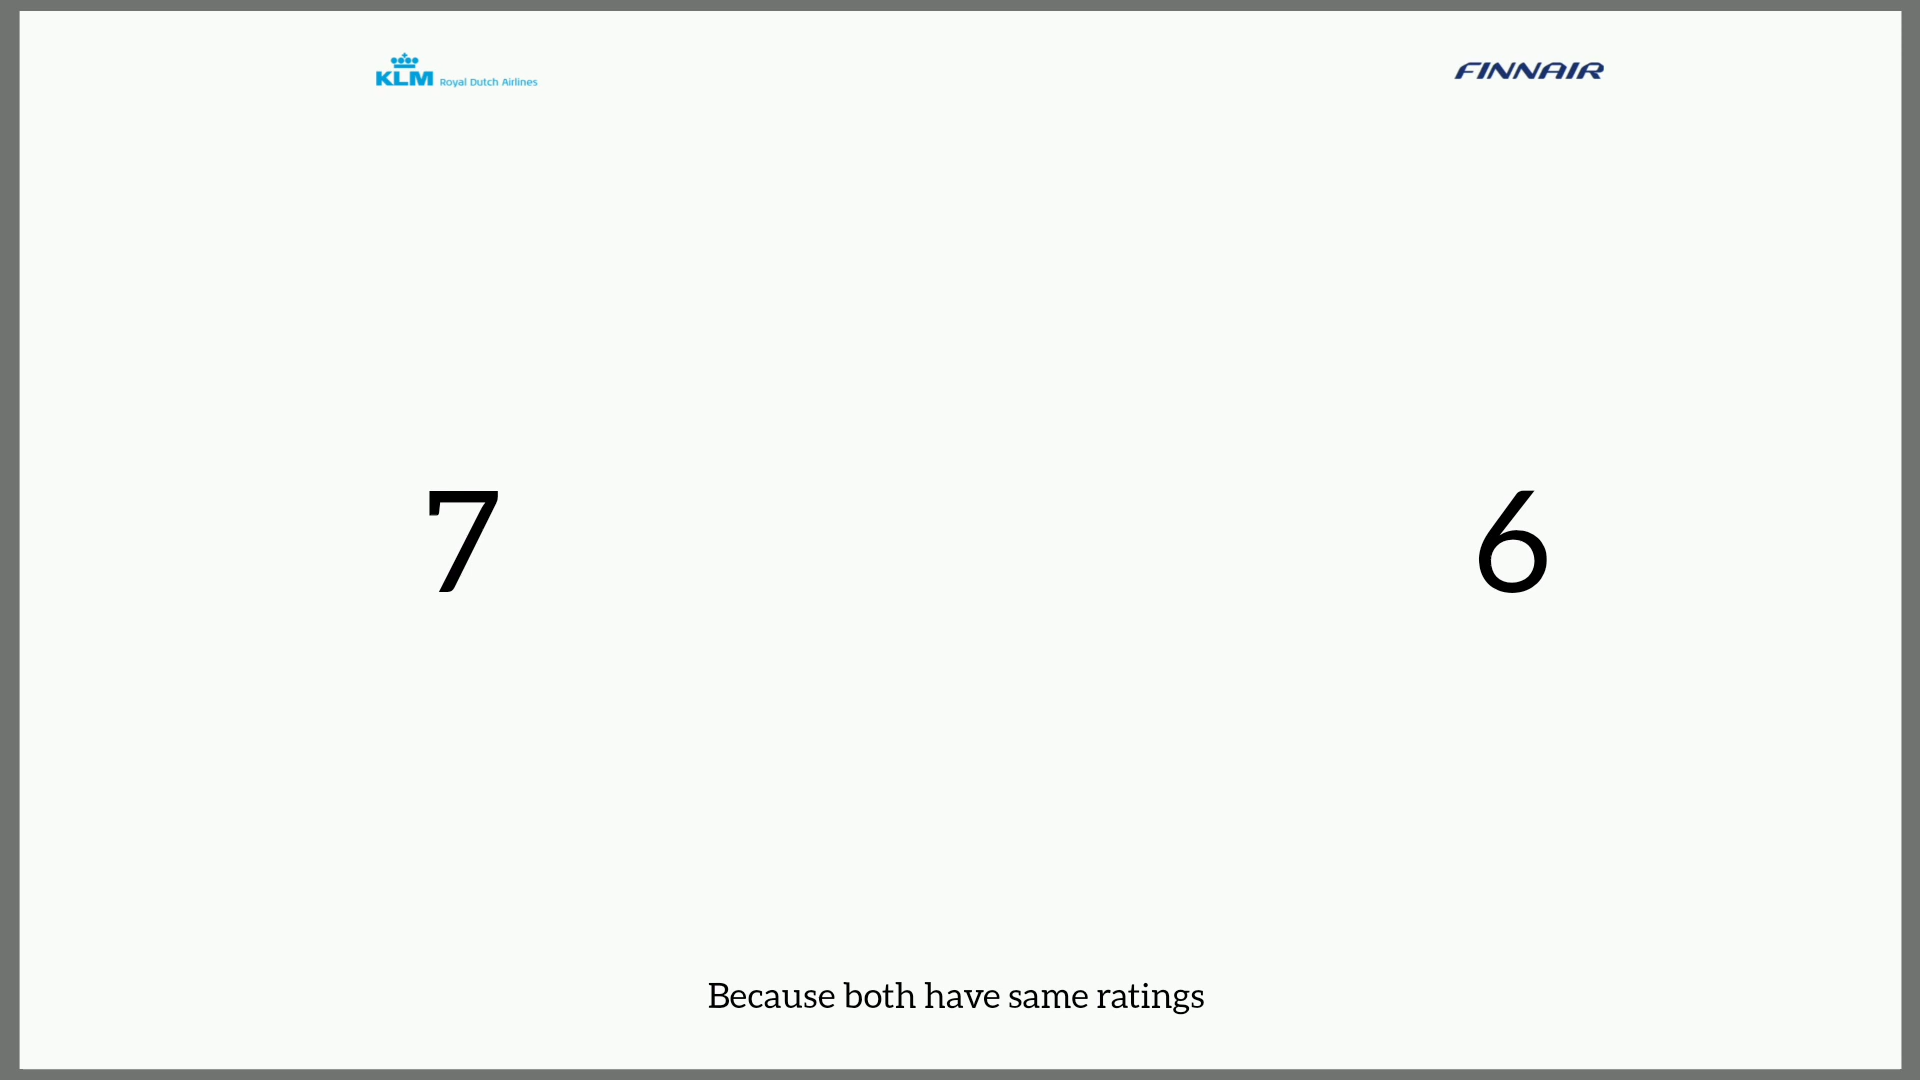 KLM Royal Dutch Airlines
FINNAIR
7
6
Because both have same ratings